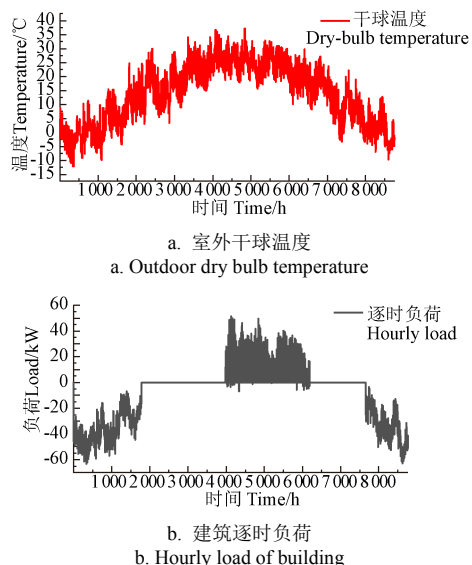 40
35
30
25
20
15
10
5
0
-5
-10
-15
温度Temperature/℃
干球温度
Dry-bulb temperature
1 000 2 000 3 000 4 000 5 000 6 000 7 000 8 000
时间 Time/h
a. 室外干球温度
a. Outdoor dry bulb temperature
60
40
20
0
-20
-40
-60
负荷Load/kW
逐时负荷
Hourly load
1 000 2 000 3 000 4 000 5 000 6 000 7 000 8 000
时间 Time/h
b. 建筑逐时负荷
b. Hourly load of building